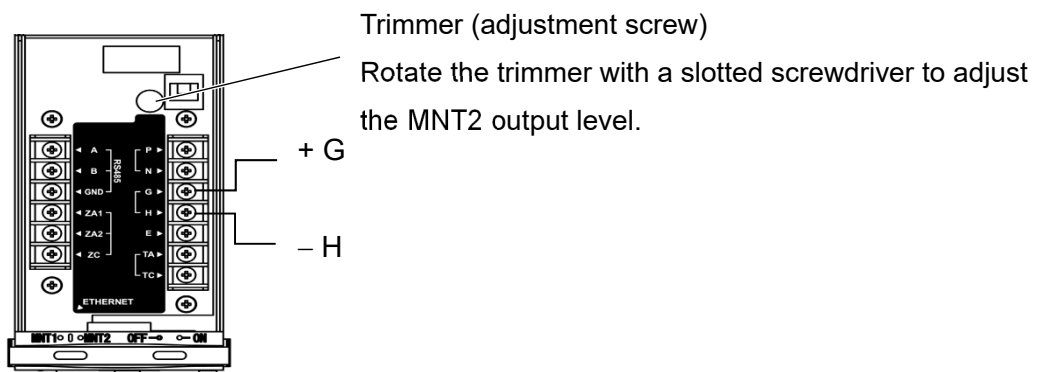 Trimmer (adjustment screw)
Rotate the trimmer with a slotted screwdriver to adjust
the MNT2 output level.
+ G
– H
A
B
GND
RS485
ZA1
ZA2
ZC
P
N
G
H
E
TA
TC
ETHERNET
MNT1 MNT2 OFF ON